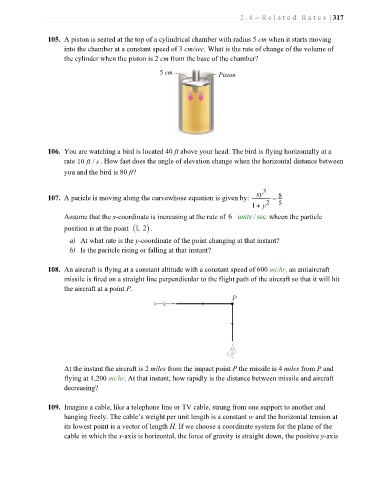 2.8 – Related Rates | 317
105. A piston is seated at the top of a cylindrical chamber with radius 5 cm when it starts moving
into the chamber at a constant speed of 3 cm/sec. What is the rate of change of the volume of
the cylinder when the piston is 2 cm from the base of the chamber?
5 cm
Piston
106. You are watching a bird is located 40 ft above your head. The bird is flying horizontally at a
rate 10 ft / s . How fast does the angle of elevation change when the horizontal distance between
you and the bird is 80 ft?
107. A paricle is moving along the curvewhose equation is given by: xy³/(1 + y²) = 8/5
Assume that the x-coordinate is increasing at the rate of 6 units / sec wheen the particle
position is at the point (1, 2).
a) At what rate is the y-coordinate of the point changing at that instant?
b) Is the paritcle rising or falling at that instant?
108. An aircraft is flying at a constant altitude with a constant speed of 600 mi/hr. an antiaircraft
missile is fired on a straight line perpendicular to the flight path of the aircraft so that it will hit
the aircraft at a point P.
P
At the instant the aircraft is 2 miles from the impact point P the missile is 4 miles from P and
flying at 1,200 mi/hr. At that instant, how rapidly is the distance between missile and aircraft
decreasing?
109. Imagine a cable, like a telephone line or TV cable, strung from one support to another and
hanging freely. The cable's weight per unit length is a constant w and the horizontal tension at
its lowest point is a vector of length H. If we choose a coordinate system for the plane of the
cable in which the x-axis is horizontal, the force of gravity is straight down, the positive y-axis